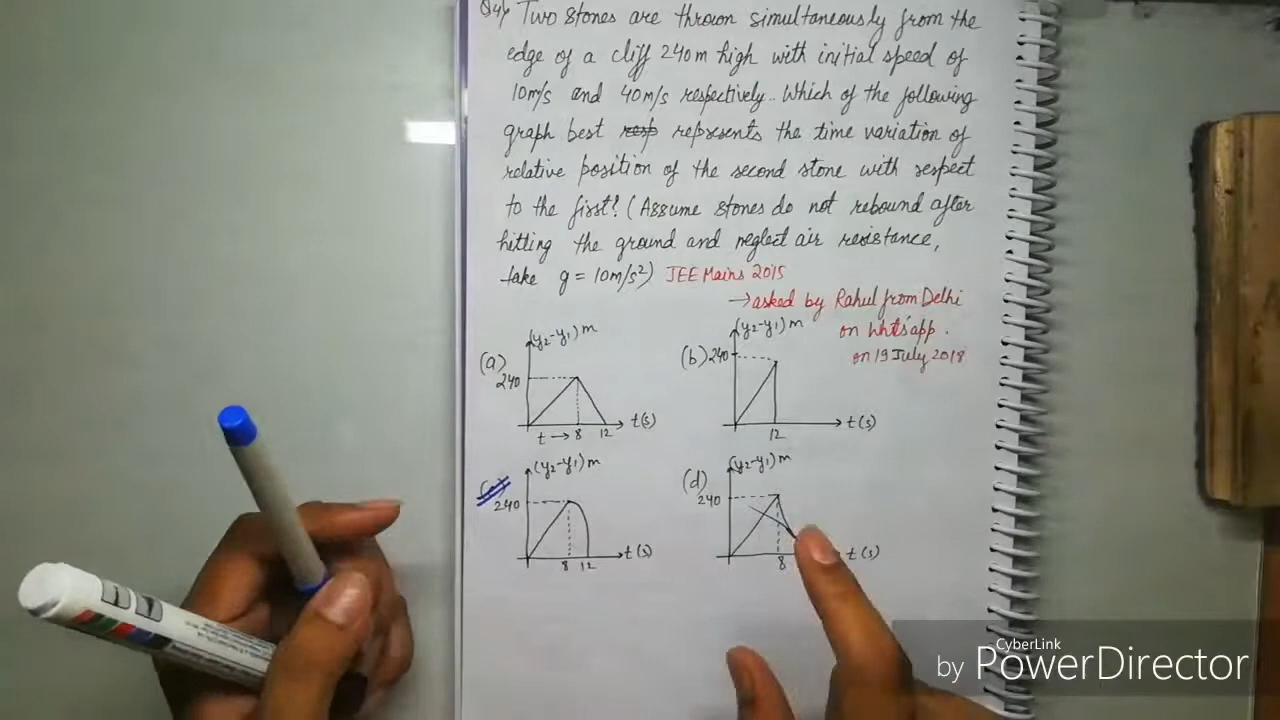 Q4) Two stones are thrown simultaneously from the
edge of a cliff 240m high with initial speed of
10m/s and 40m/s respectively.. Which of the following
graph best resp represents the time variation of
relative position of the second stone with respect
to the first? (Assume stones do not rebound after
hitting the ground and neglect air resistance,
take g = 10m/s²) JEE Mains 2015
→ asked by Rahul from Delhi
on whtsapp.
on 19 July 2018
(a)
(y₂-y₁)m
240
t → 8 12
t(s)
(b)
(y₂-y₁)m
240
12
t(s)
(y₂-y₁)m
240
8 12
t(s)
(d)
(y₂-y₁)m
240
8
t(s)
CyberLink
by PowerDirector